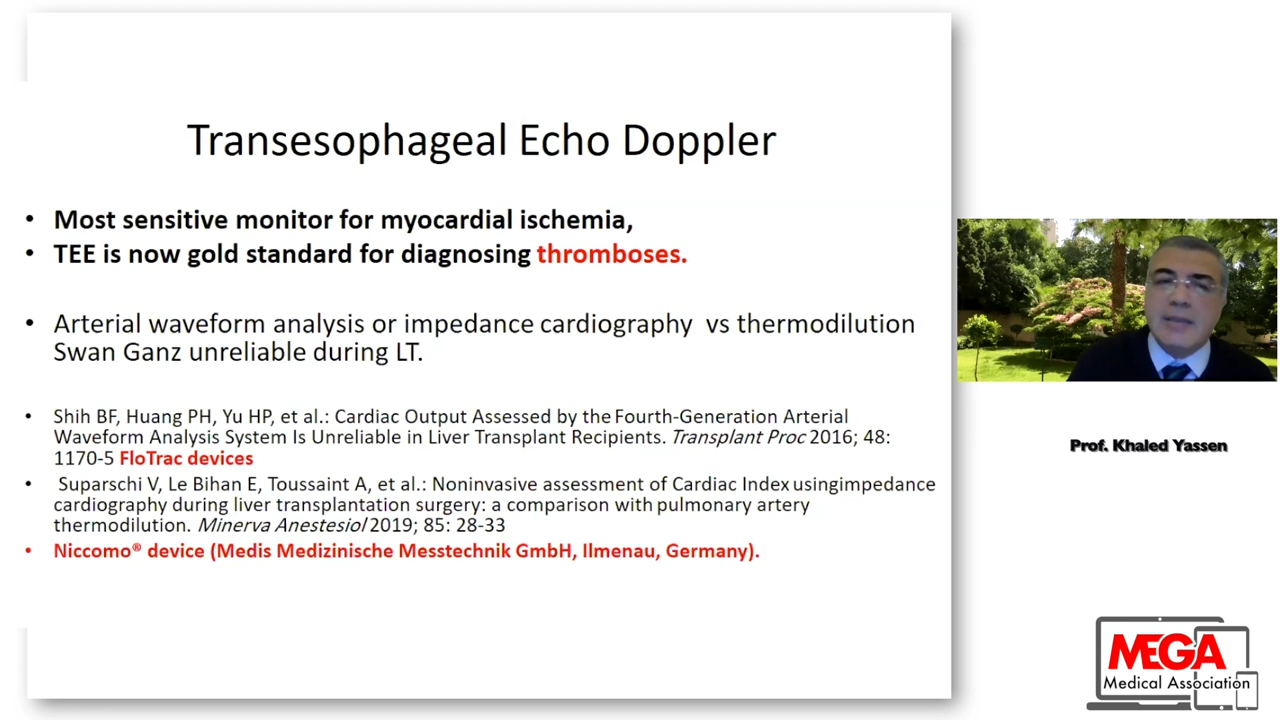 Transesophageal Echo Doppler
• Most sensitive monitor for myocardial ischemia,
• TEE is now gold standard for diagnosing thromboses.
• Arterial waveform analysis or impedance cardiography vs thermodilution
Swan Ganz unreliable during LT.
• Shih BF, Huang PH, Yu HP, et al.: Cardiac Output Assessed by the Fourth-Generation Arterial
Waveform Analysis System Is Unreliable in Liver Transplant Recipients. Transplant Proc 2016; 48:
1170-5 FloTrac devices
• Suparschi V, Le Bihan E, Toussaint A, et al.: Noninvasive assessment of Cardiac Index usingimpedance
cardiography during liver transplantation surgery: a comparison with pulmonary artery
thermodilution. Minerva Anestesiol 2019; 85: 28-33
• Niccomo® device (Medis Medizinische Messtechnik GmbH, Ilmenau, Germany).
Prof. Khaled Yassen
MEGA
Medical Association